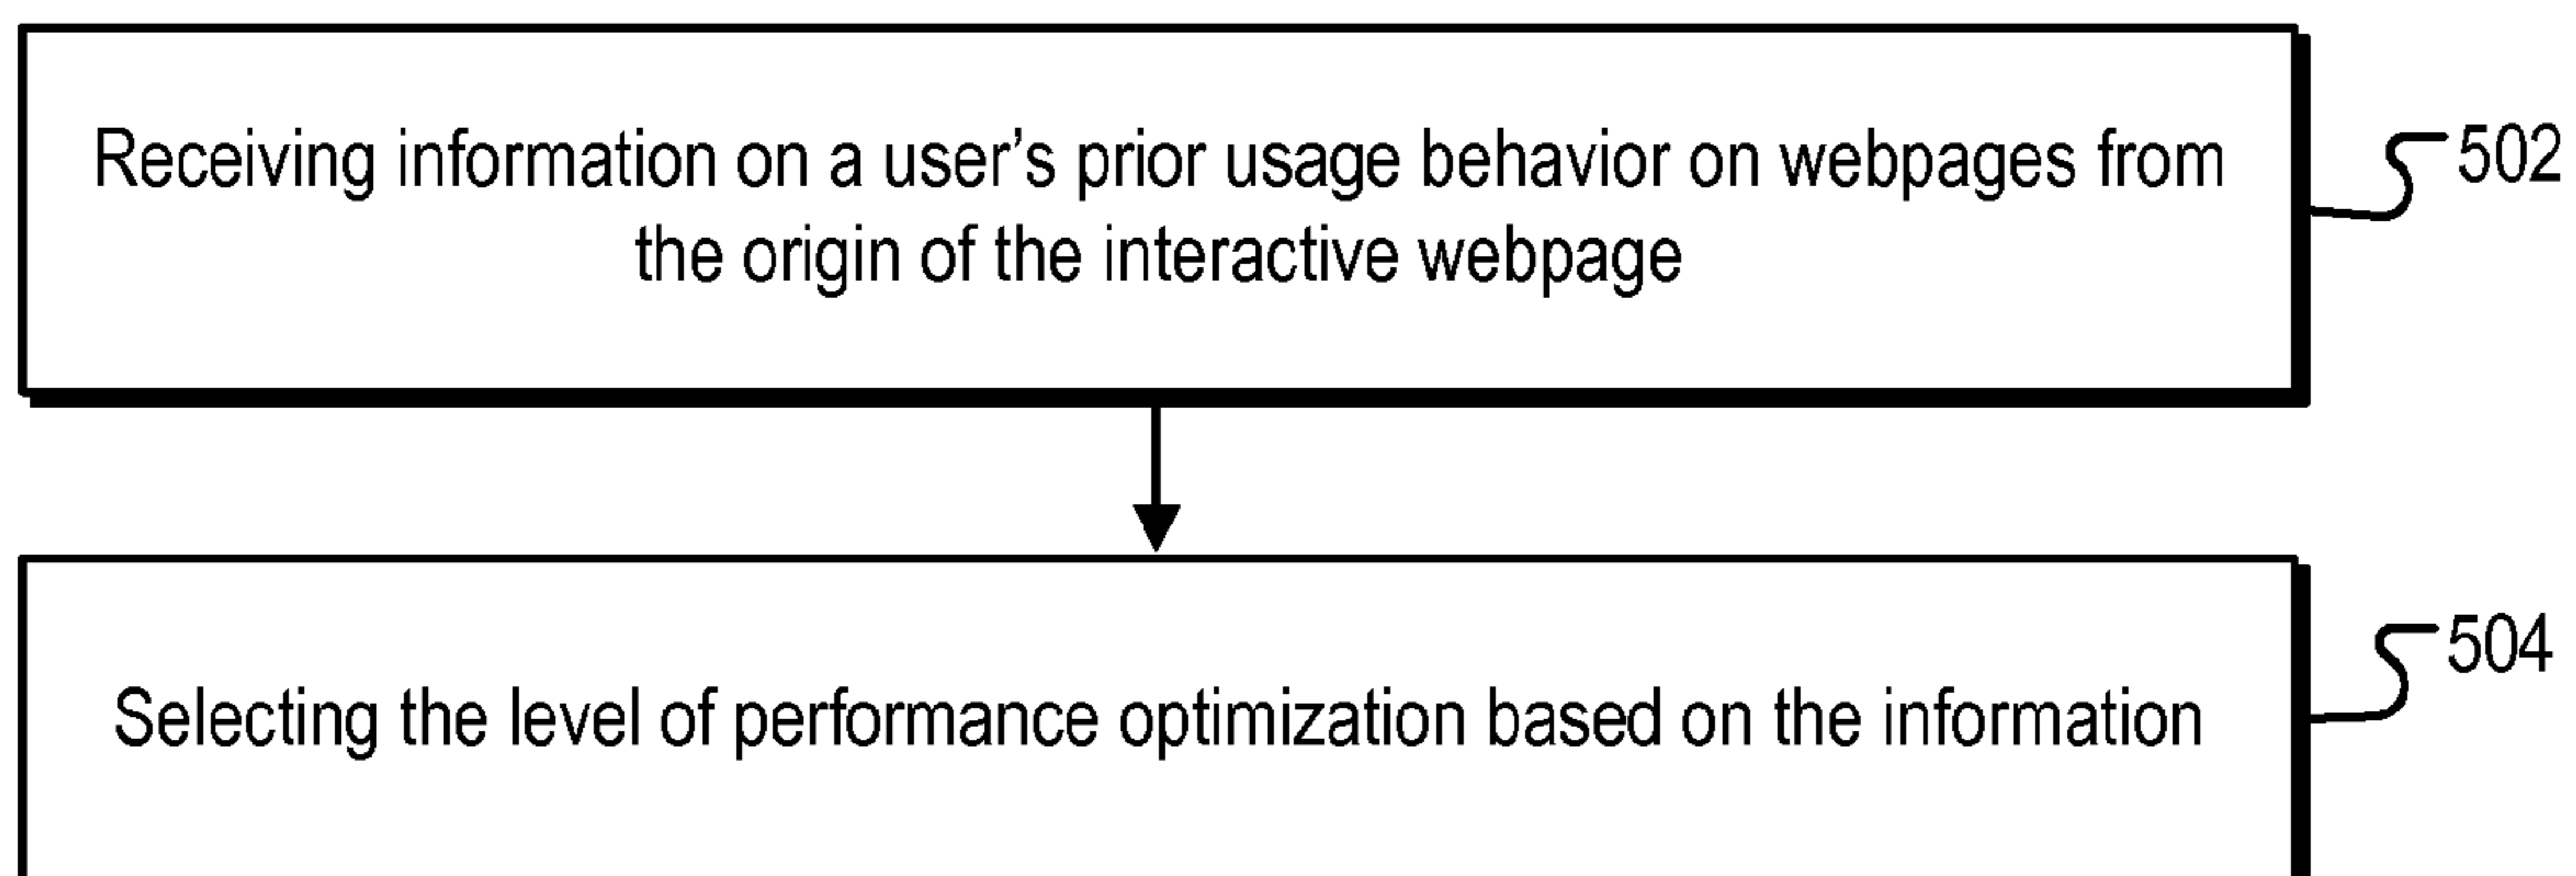 Receiving information on a user’s prior usage behavior on webpages from
the origin of the interactive webpage
502
Selecting the level of performance optimization based on the information
504